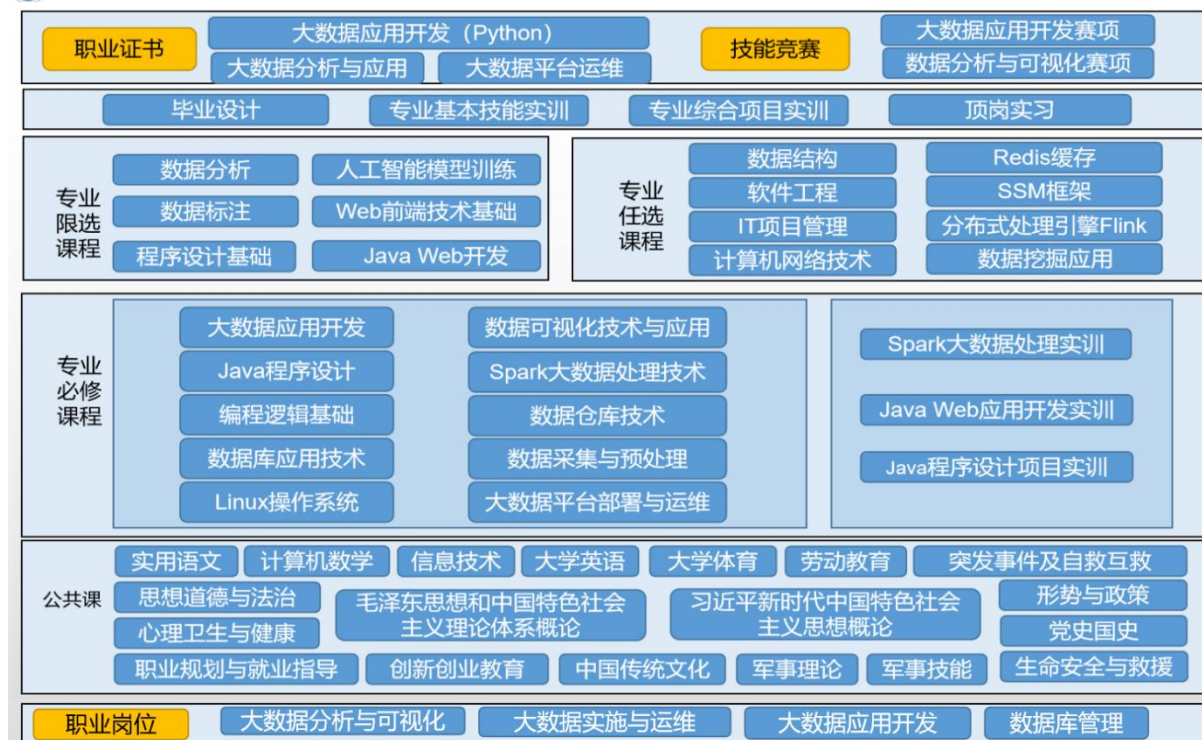 职业证书
大数据应用开发（Python）
大数据分析与应用
大数据平台运维
技能竞赛
大数据应用开发赛项
数据分析与可视化赛项
毕业设计
专业基本技能实训
专业综合项目实训
顶岗实习
专业
限选
课程
数据分析
人工智能模型训练
数据标注
Web前端技术基础
程序设计基础
Java Web开发
专业
任选
课程
数据结构
Redis缓存
软件工程
SSM框架
IT项目管理
分布式处理引擎Flink
计算机网络技术
数据挖掘应用
专业
必修
课程
大数据应用开发
数据可视化技术与应用
Java程序设计
Spark大数据处理技术
编程逻辑基础
数据仓库技术
数据库应用技术
数据采集与预处理
Linux操作系统
大数据平台部署与运维
Spark大数据处理实训
Java Web应用开发实训
Java程序设计项目实训
公共课
实用语文
计算机数学
信息技术
大学英语
大学体育
劳动教育
突发事件及自救互救
思想道德与法治
毛泽东思想和中国特色社会
主义理论体系概论
习近平新时代中国特色社会
主义思想概论
形势与政策
心理卫生与健康
党史国史
职业规划与就业指导
创新创业教育
中国传统文化
军事理论
军事技能
生命安全与救援
职业岗位
大数据分析与可视化
大数据实施与运维
大数据应用开发
数据库管理